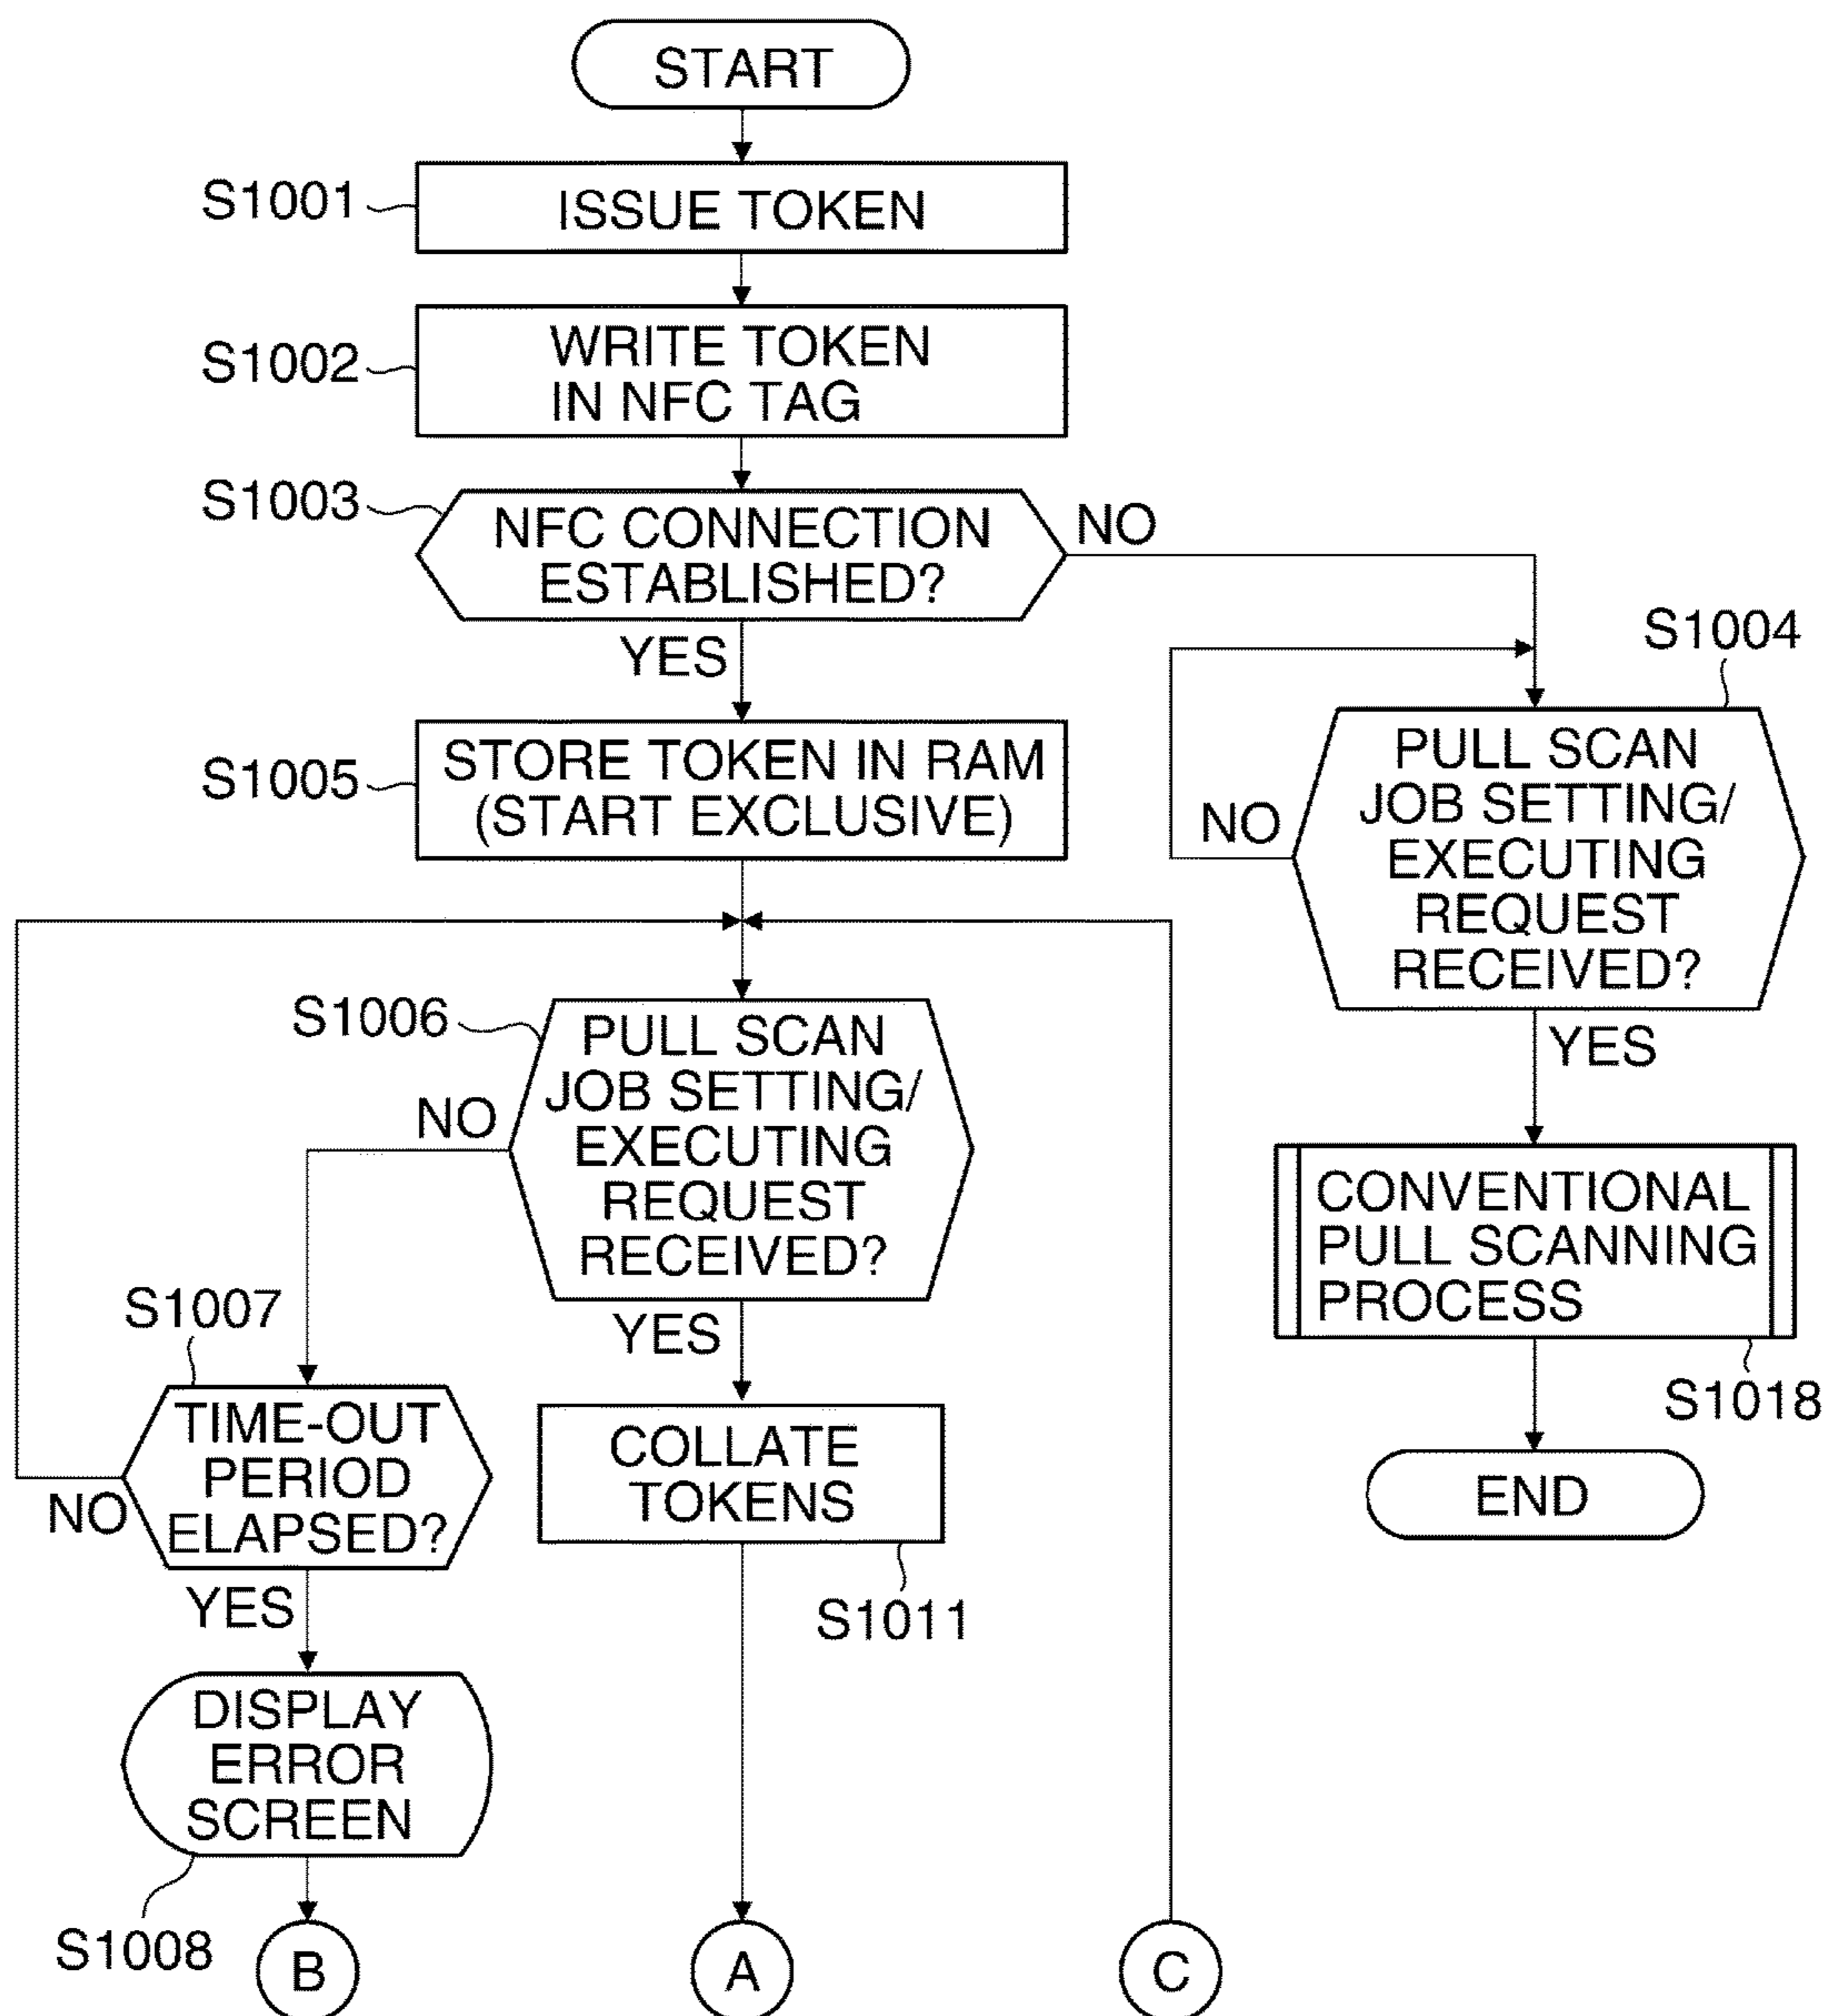 START
S1001
ISSUE TOKEN
S1002
WRITE TOKEN
IN NFC TAG
S1003
NFC CONNECTION
ESTABLISHED?
NO
YES
S1004
PULL SCAN
JOB SETTING/
EXECUTING
REQUEST
RECEIVED?
NO
YES
S1005
STORE TOKEN IN RAM
(START EXCLUSIVE)
S1006
PULL SCAN
JOB SETTING/
EXECUTING
REQUEST
RECEIVED?
NO
YES
CONVENTIONAL
PULL SCANNING
PROCESS
S1018
END
S1007
TIME-OUT
PERIOD
ELAPSED?
NO
YES
COLLATE
TOKENS
S1011
DISPLAY
ERROR
SCREEN
S1008
B
A
C